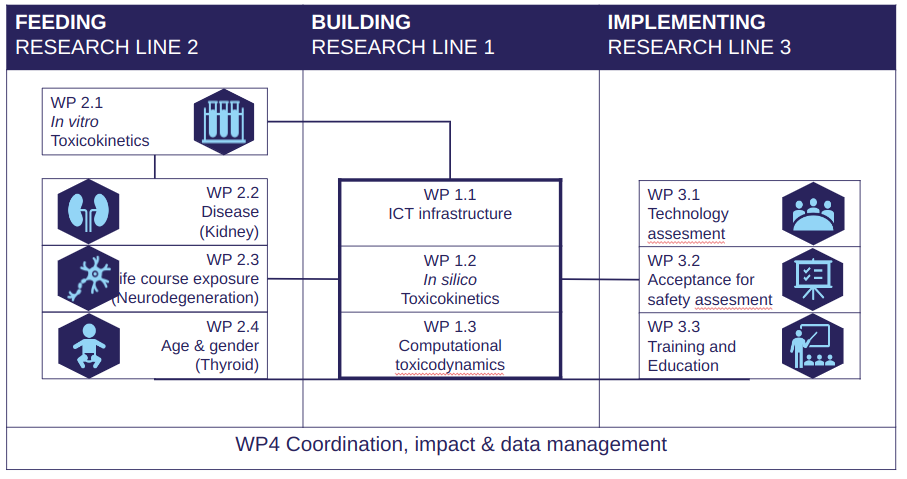 FEEDING
RESEARCH LINE 2
BUILDING
RESEARCH LINE 1
IMPLEMENTING
RESEARCH LINE 3
WP 2.1
In vitro
Toxicokinetics
WP 2.2
Disease
(Kidney)
WP 2.3
ife course exposure
(Neurodegeneration)
WP 2.4
Age & gender
(Thyroid)
WP 1.1
ICT infrastructure
WP 1.2
In silico
Toxicokinetics
WP 1.3
Computational
toxicodynamics
WP 3.1
Technology
assesment
WP 3.2
Acceptance for
safety assesment
WP 3.3
Training and
Education
WP4 Coordination, impact & data management